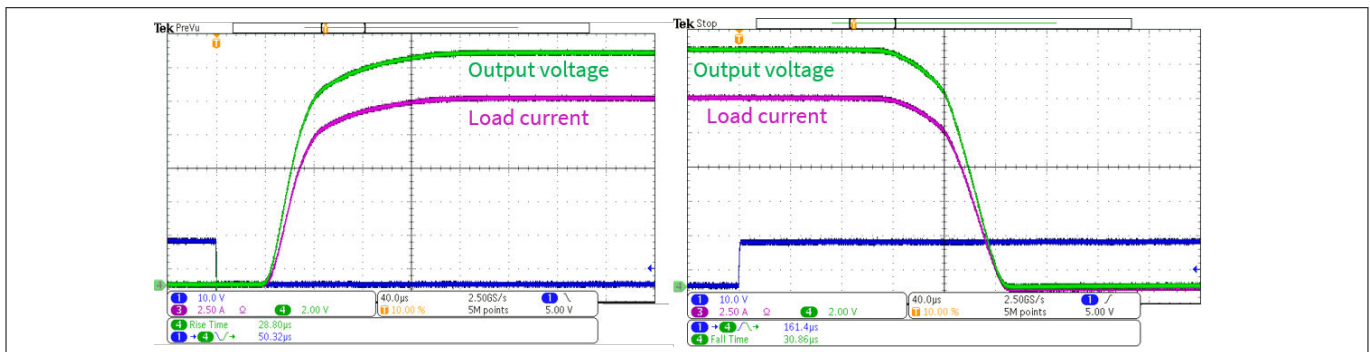 Tek PreVu
T
T
Output voltage
Load current
4
1 10.0 V
3 2.50 A Ω 4 2.00 V
40.0µs 2.50GS/s 1 \
T 10.00 % 5M points 5.00 V
4 Rise Time 28.80µs
1 → 4 50.32µs
Tek Stop
T
T
Output voltage
Load current
4
1 10.0 V
3 2.50 A Ω 4 2.00 V
40.0µs 2.50GS/s 1 /
T 10.00 % 5M points 5.00 V
1 → 4 161.4µs
4 Fall Time 30.86µs